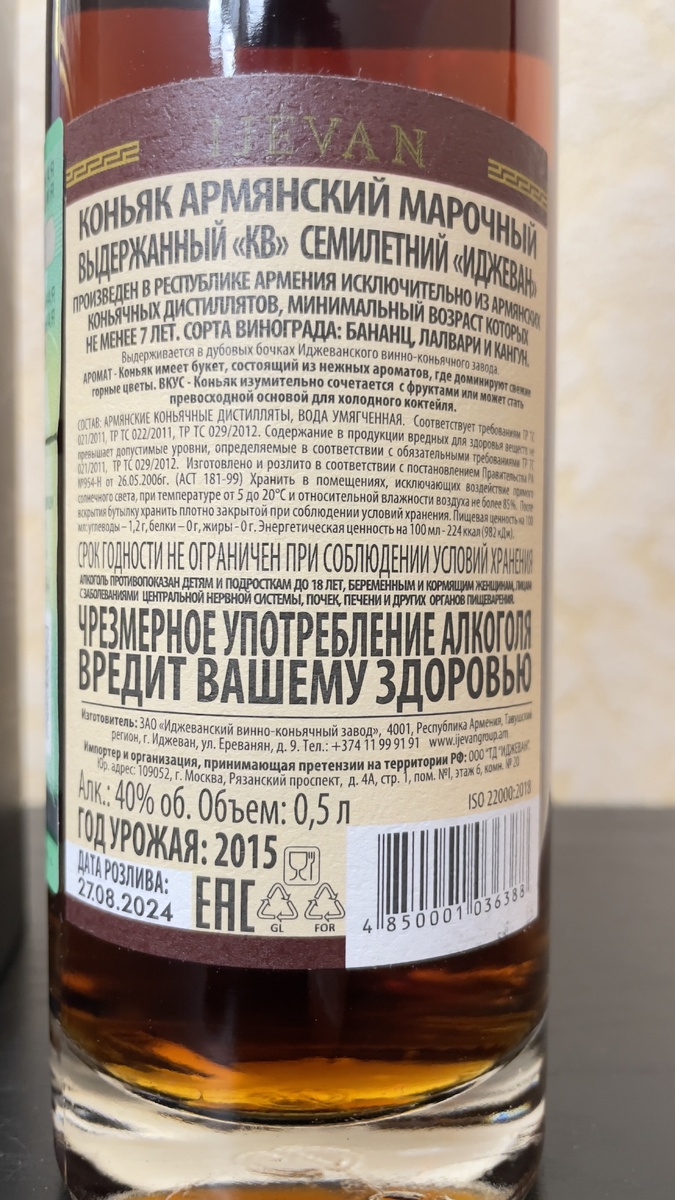 IJEVAN
КОНЬЯК АРМЯНСКИЙ МАРОЧНЫЙ
ВЫДЕРЖАННЫЙ «КВ» СЕМИЛЕТНИЙ «ИДЖЕВАН»
ПРОИЗВЕДЕН В РЕСПУБЛИКЕ АРМЕНИЯ ИСКЛЮЧИТЕЛЬНО ИЗ АРМЯНСКИХ
КОНЬЯЧНЫХ ДИСТИЛЛЯТОВ, МИНИМАЛЬНЫЙ ВОЗРАСТ КОТОРЫХ
НЕ МЕНЕЕ 7 ЛЕТ. СОРТА ВИНОГРАДА: БАНАНЦ, ЛАЛВАРИ И КАНГУН.
Выдерживается в дубовых бочках Иджеванского винно-коньячного завода.
АРОМАТ - Коньяк имеет букет, состоящий из нежных ароматов, где доминируют свежие
горные цветы. ВКУС - Коньяк изумительно сочетается с фруктами или может стать
превосходной основой для холодного коктейля.
СОСТАВ: АРМЯНСКИЕ КОНЬЯЧНЫЕ ДИСТИЛЛЯТЫ, ВОДА УМЯГЧЕННАЯ. Соответствует требованиям ТР ТС
021/2011, ТР ТС 022/2011, ТР ТС 029/2012. Содержание в продукции вредных для здоровья веществ не
превышает допустимые уровни, определяемые в соответствии с обязательными требованиями ТР ТС
021/2011, ТР ТС 029/2012. Изготовлено и розлито в соответствии с постановлением Правительства РА
№954-Н от 26.05.2006г. (АСТ 181-99) Хранить в помещениях, исключающих воздействие прямого
солнечного света, при температуре от 5 до 20°С и относительной влажности воздуха не более 85%. После
вскрытия бутылку хранить плотно закрытой при соблюдении условий хранения. Пищевая ценность на 100
мл: углеводы – 1,2 г, белки – 0 г, жиры - 0 г. Энергетическая ценность на 100 мл - 224 ккал (982 кДж).
СРОК ГОДНОСТИ НЕ ОГРАНИЧЕН ПРИ СОБЛЮДЕНИИ УСЛОВИЙ ХРАНЕНИЯ
АЛКОГОЛЬ ПРОТИВОПОКАЗАН ДЕТЯМ И ПОДРОСТКАМ ДО 18 ЛЕТ, БЕРЕМЕННЫМ И КОРМЯЩИМ ЖЕНЩИНАМ, ЛИЦАМ
С ЗАБОЛЕВАНИЯМИ ЦЕНТРАЛЬНОЙ НЕРВНОЙ СИСТЕМЫ, ПОЧЕК, ПЕЧЕНИ И ДРУГИХ ОРГАНОВ ПИЩЕВАРЕНИЯ.
ЧРЕЗМЕРНОЕ УПОТРЕБЛЕНИЕ АЛКОГОЛЯ
ВРЕДИТ ВАШЕМУ ЗДОРОВЬЮ
Изготовитель: ЗАО «Иджеванский винно-коньячный завод», 4001, Республика Армения, Тавушский
регион, г. Иджеван, ул. Ереванян, д. 9. Тел.: +374 11 99 91 91 www.ijevangroup.am
Импортер и организация, принимающая претензии на территории РФ: ООО "ТД "ИДЖЕВАН",
Юр. адрес: 109052, г. Москва, Рязанский проспект, д. 4А, стр. 1, пом. №I, этаж 6, комн. № 20
Алк.: 40% об. Объем: 0,5 л
ISO 22000:2018
ГОД УРОЖАЯ: 2015
ДАТА РОЗЛИВА:
27.08.2024
ЕАС
GL
FOR
4 850001 036388